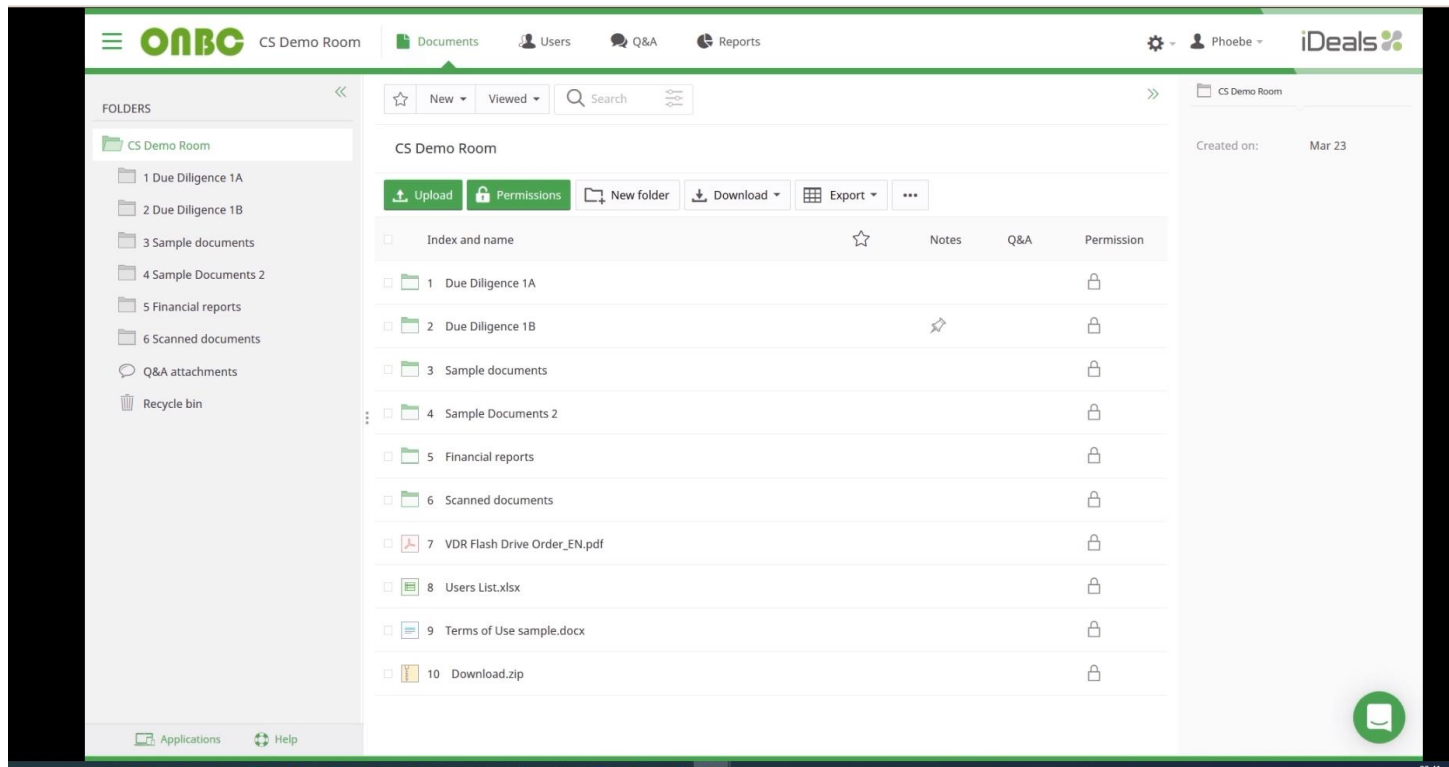 ONBC CS Demo Room Documents Users Q&A Reports Phoebe iDeals
FOLDERS
CS Demo Room
1 Due Diligence 1A
2 Due Diligence 1B
3 Sample documents
4 Sample Documents 2
5 Financial reports
6 Scanned documents
Q&A attachments
Recycle bin
Applications Help
New Viewed Search
CS Demo Room
Upload Permissions New folder Download Export
Index and name Notes Q&A Permission
1 Due Diligence 1A
2 Due Diligence 1B
3 Sample documents
4 Sample Documents 2
5 Financial reports
6 Scanned documents
7 VDR Flash Drive Order_EN.pdf
8 Users List.xlsx
9 Terms of Use sample.docx
10 Download.zip
CS Demo Room
Created on: Mar 23